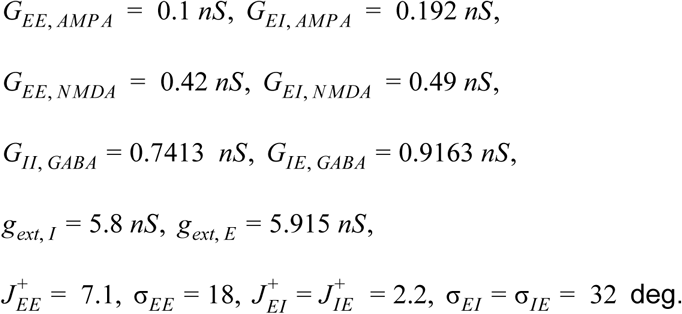 G_{EE, AMPA} = 0.1 nS, G_{EI, AMPA} = 0.192 nS,
G_{EE, NMDA} = 0.42 nS, G_{EI, NMDA} = 0.49 nS,
G_{II, GABA} = 0.7413 nS, G_{IE, GABA} = 0.9163 nS,
g_{ext, I} = 5.8 nS, g_{ext, E} = 5.915 nS,
J^+_{EE} = 7.1, σ_{EE} = 18, J^+_{EI} = J^+_{IE} = 2.2, σ_{EI} = σ_{IE} = 32 deg.